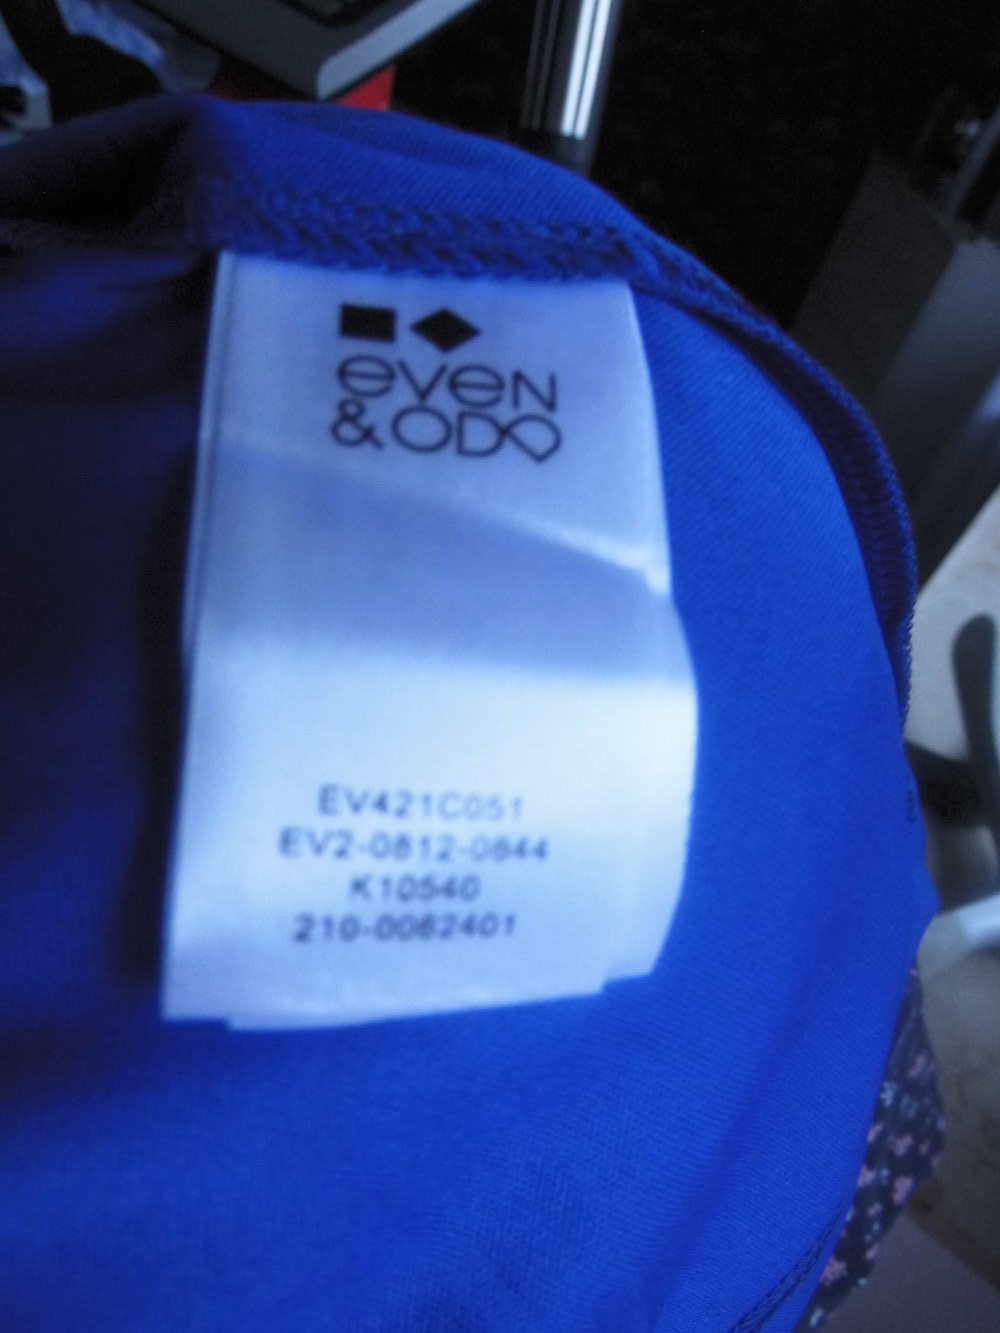 even
& ODD
EV421C051
EV2-0812-0844
K10540
210-0062401